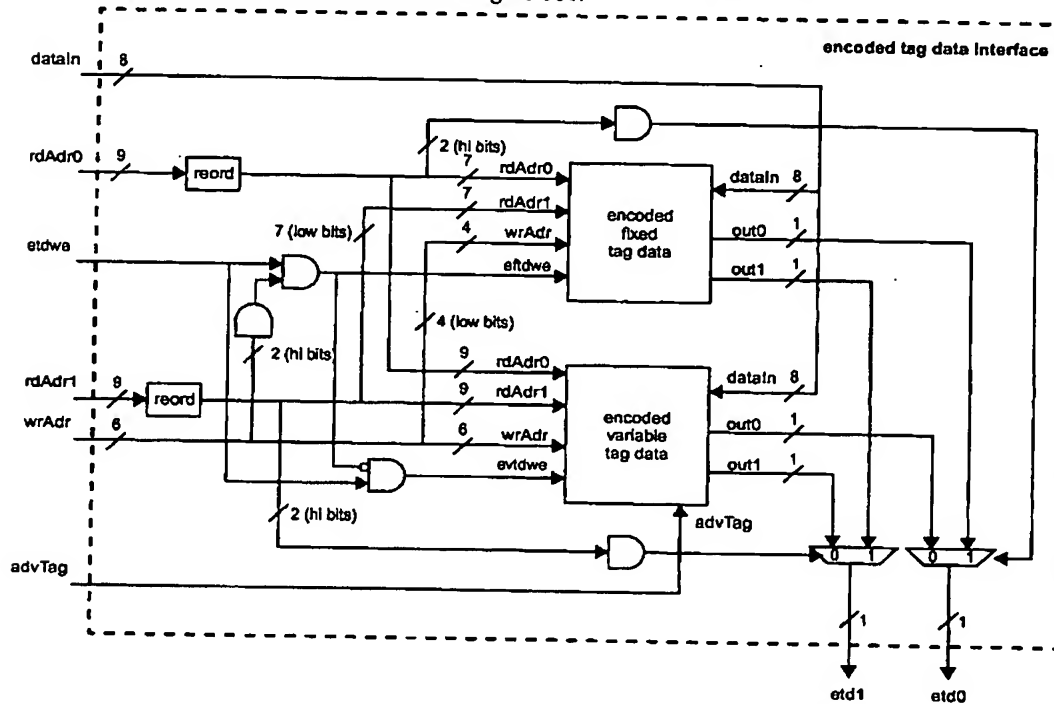 encoded tag data Interface
dataIn
8
2 (hi bits)
rdAdr0
9
reord
7
rdAdr0
dataIn
8
7
rdAdr1
encoded
fixed
tag data
7 (low bits)
4
wrAdr
out0
1
etdwe
eftdwe
out1
1
4 (low bits)
2 (hi bits)
9
rdAdr0
dataIn
8
rdAdr1
9
reord
9
rdAdr1
encoded
variable
tag data
wrAdr
6
6
wrAdr
out0
1
evtdwe
out1
1
2 (hi bits)
advTag
advTag
0 1
0 1
1
1
etd1
etd0